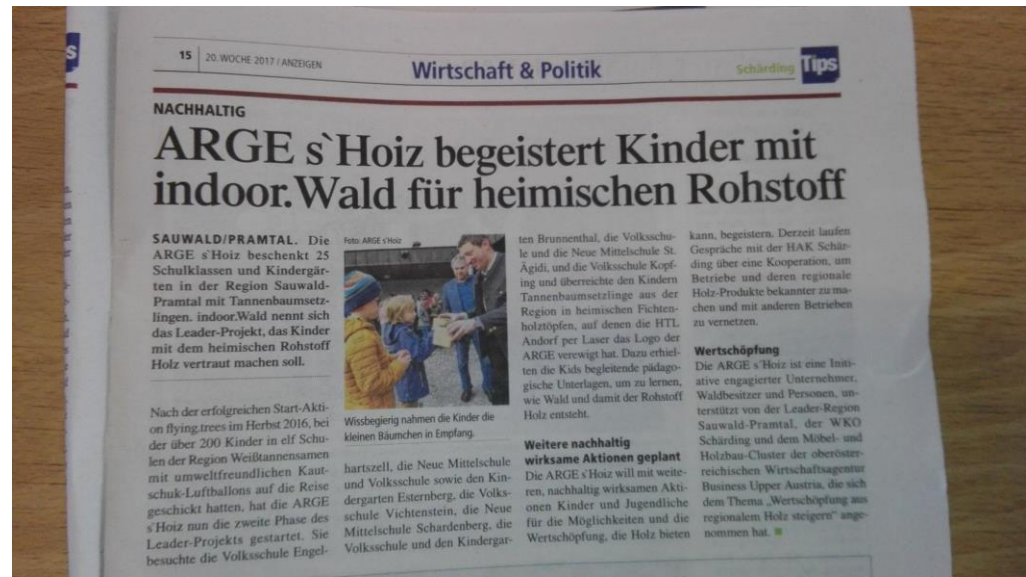 s
15 20. WOCHE 2017 / ANZEIGEN
Wirtschaft & Politik
Schärding Tips
NACHHALTIG
ARGE s`Hoiz begeistert Kinder mit
indoor.Wald für heimischen Rohstoff
SAUWALD/PRAMTAL. Die
ARGE s'Hoiz beschenkt 25
Schulklassen und Kindergär-
ten in der Region Sauwald-
Pramtal mit Tannenbaumsetz-
lingen. indoor.Wald nennt sich
das Leader-Projekt, das Kinder
mit dem heimischen Rohstoff
Holz vertraut machen soll.
Nach der erfolgreichen Start-Akti-
on flying.trees im Herbst 2016, bei
der über 200 Kinder in elf Schu-
len der Region Weißtannensamen
mit umweltfreundlichen Kaut-
schuk-Luftballons auf die Reise
geschickt hatten, hat die ARGE
s'Hoiz nun die zweite Phase des
Leader-Projekts gestartet. Sie
besuchte die Volksschule Engel-
Foto: ARGE s'Hoiz
Wissbegierig nahmen die Kinder die
kleinen Bäumchen in Empfang.
hartszell, die Neue Mittelschule
und Volksschule sowie den Kin-
dergarten Esternberg, die Volks-
schule Vichtenstein, die Neue
Mittelschule Schardenberg, die
Volksschule und den Kindergar-
ten Brunnenthal, die Volksschu-
le und die Neue Mittelschule St.
Ägidi, und die Volksschule Kopf-
ing und überreichte den Kindern
Tannenbaumsetzlinge aus der
Region in heimischen Fichten-
holztöpfen, auf denen die HTL
Andorf per Laser das Logo der
ARGE verewigt hat. Dazu erhiel-
ten die Kids begleitende pädago-
gische Unterlagen, um zu lernen,
wie Wald und damit der Rohstoff
Holz entsteht.
Weitere nachhaltig
wirksame Aktionen geplant
Die ARGE s'Hoiz will mit weite-
ren, nachhaltig wirksamen Akti-
onen Kinder und Jugendliche
für die Möglichkeiten und die
Wertschöpfung, die Holz bieten
kann, begeistern. Derzeit laufen
Gespräche mit der HAK Schär-
ding über eine Kooperation, um
Betriebe und deren regionale
Holz-Produkte bekannter zu ma-
chen und mit anderen Betrieben
zu vernetzen.
Wertschöpfung
Die ARGE s'Hoiz ist eine Initi-
ative engagierter Unternehmer,
Waldbesitzer und Personen, un-
terstützt von der Leader-Region
Sauwald-Pramtal, der WKO
Schärding und dem Möbel- und
Holzbau-Cluster der oberöster-
reichischen Wirtschaftsagentur
Business Upper Austria, die sich
dem Thema „Wertschöpfung aus
regionalem Holz steigern" ange-
nommen hat.